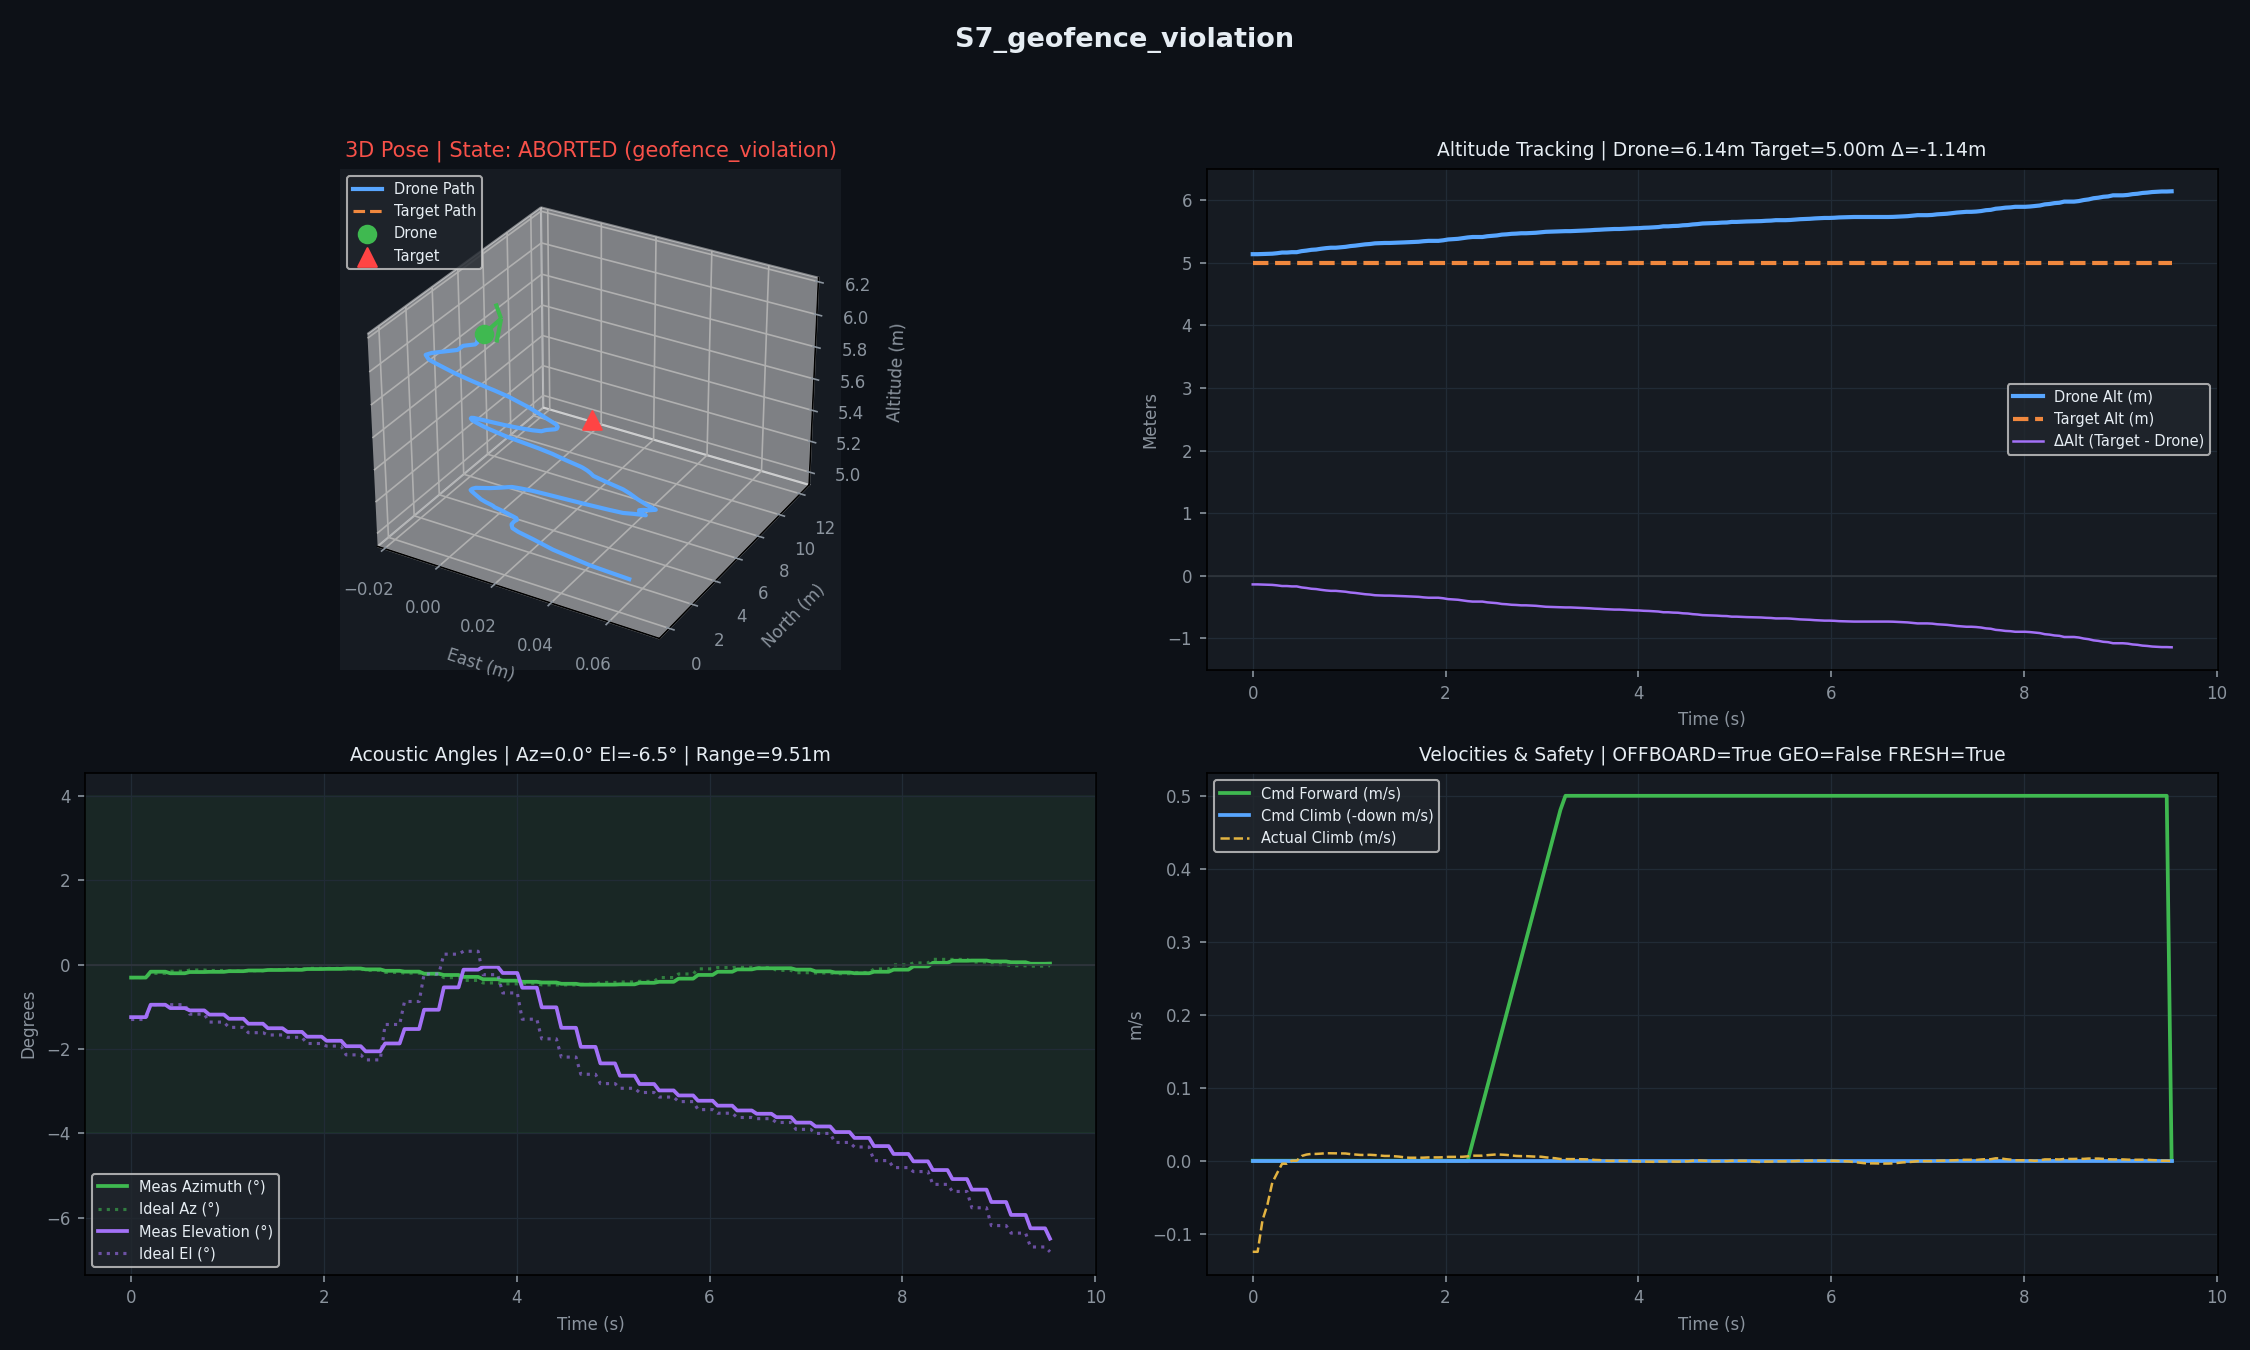 S7_geofence_violation
3D Pose | State: ABORTED (geofence_violation)
Drone Path
Target Path
Drone
Target
6.2
6.0
5.8
5.6
5.4
5.2
5.0
Altitude (m)
−0.02
0.00
0.02
0.04
0.06
East (m)
0
2
4
6
8
10
12
North (m)
Altitude Tracking | Drone=6.14m Target=5.00m Δ=-1.14m
6
5
4
3
2
1
0
−1
Meters
Drone Alt (m)
Target Alt (m)
ΔAlt (Target - Drone)
0
2
4
6
8
10
Time (s)
Acoustic Angles | Az=0.0° El=-6.5° | Range=9.51m
4
2
0
−2
−4
−6
Degrees
Meas Azimuth (°)
Ideal Az (°)
Meas Elevation (°)
Ideal El (°)
0
2
4
6
8
10
Time (s)
Velocities & Safety | OFFBOARD=True GEO=False FRESH=True
Cmd Forward (m/s)
Cmd Climb (-down m/s)
Actual Climb (m/s)
0.5
0.4
0.3
0.2
0.1
0.0
−0.1
m/s
0
2
4
6
8
10
Time (s)